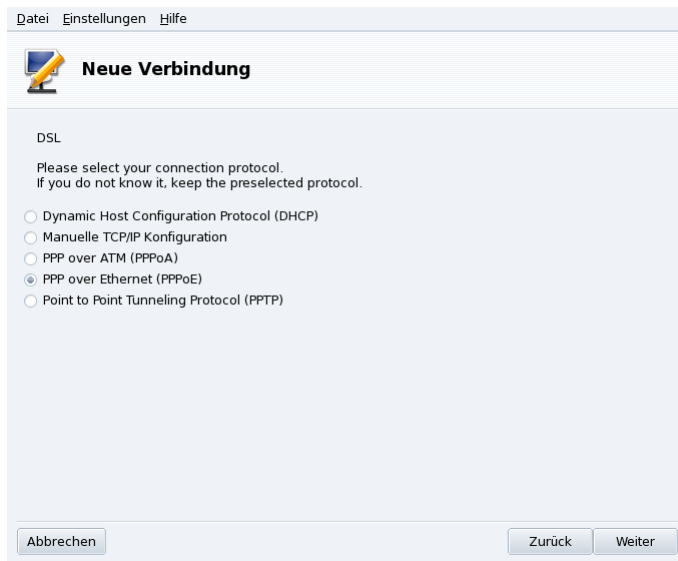 Datei Einstellungen Hilfe
Neue Verbindung
DSL
Please select your connection protocol.
If you do not know it, keep the preselected protocol.
Dynamic Host Configuration Protocol (DHCP)
Manuelle TCP/IP Konfiguration
PPP over ATM (PPPoA)
PPP over Ethernet (PPPoE)
Point to Point Tunneling Protocol (PPTP)
Abbrechen Zurück Weiter